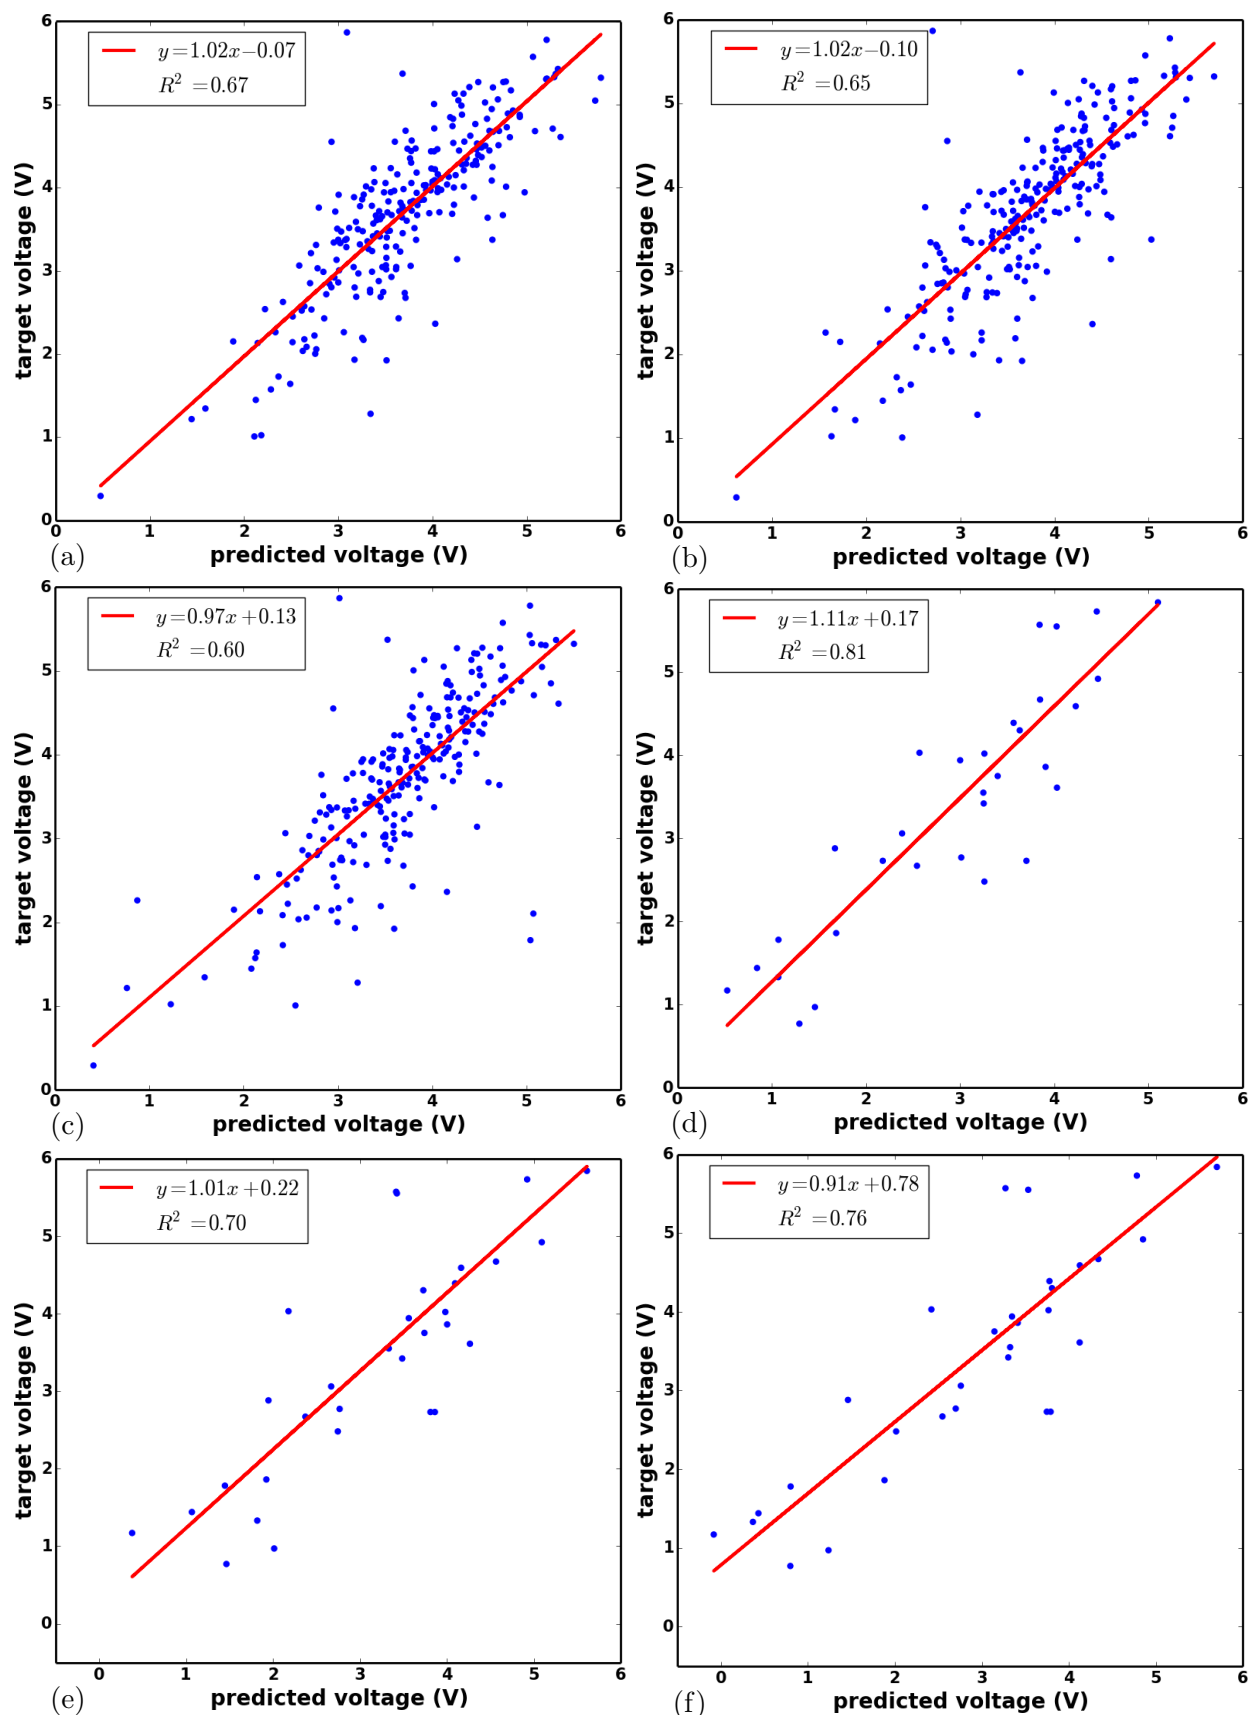 6
5
4
3
2
1
0
target voltage (V)
y=1.02x−0.07
R² =0.67
0 1 2 3 4 5 6
(a) predicted voltage (V)
6
5
4
3
2
1
0
target voltage (V)
y=1.02x−0.10
R² =0.65
0 1 2 3 4 5 6
(b) predicted voltage (V)
6
5
4
3
2
1
0
target voltage (V)
y=0.97x+0.13
R² =0.60
0 1 2 3 4 5 6
(c) predicted voltage (V)
6
5
4
3
2
1
0
target voltage (V)
y=1.11x+0.17
R² =0.81
0 1 2 3 4 5 6
(d) predicted voltage (V)
6
5
4
3
2
1
0
target voltage (V)
y=1.01x+0.22
R² =0.70
0 1 2 3 4 5 6
(e) predicted voltage (V)
6
5
4
3
2
1
0
target voltage (V)
y=0.91x+0.78
R² =0.76
0 1 2 3 4 5 6
(f) predicted voltage (V)